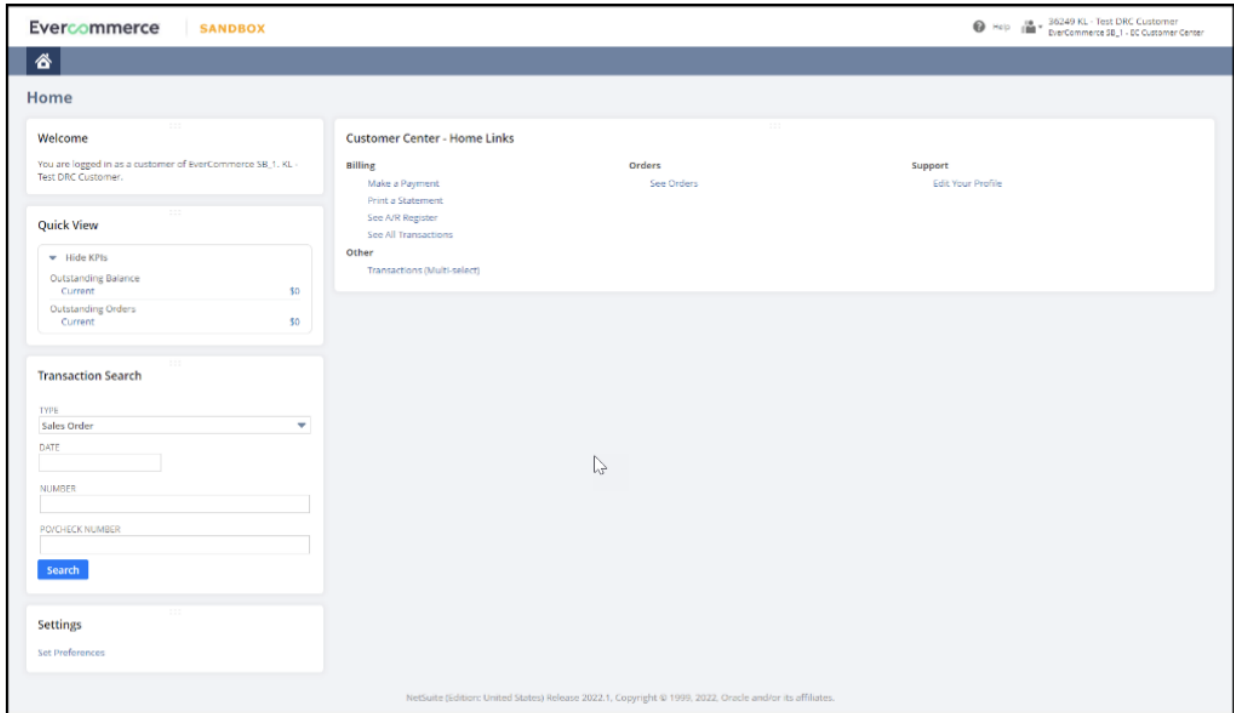 Evercommerce SANDBOX
Help
36249 KL - Test DRC Customer
EverCommerce SB_1 - EC Customer Center
Home
Welcome
You are logged in as a customer of EverCommerce SB_1. KL -
Test DRC Customer.
Quick View
Hide KPIs
Outstanding Balance
Current $0
Outstanding Orders
Current $0
Transaction Search
TYPE
Sales Order
DATE
NUMBER
PO/CHECK NUMBER
Search
Settings
Set Preferences
Customer Center - Home Links
Billing
Make a Payment
Print a Statement
See A/R Register
See All Transactions
Other
Transactions (Multi-select)
Orders
See Orders
Support
Edit Your Profile
NetSuite (Edition: United States) Release 2022.1, Copyright © 1999, 2022, Oracle and/or its affiliates.